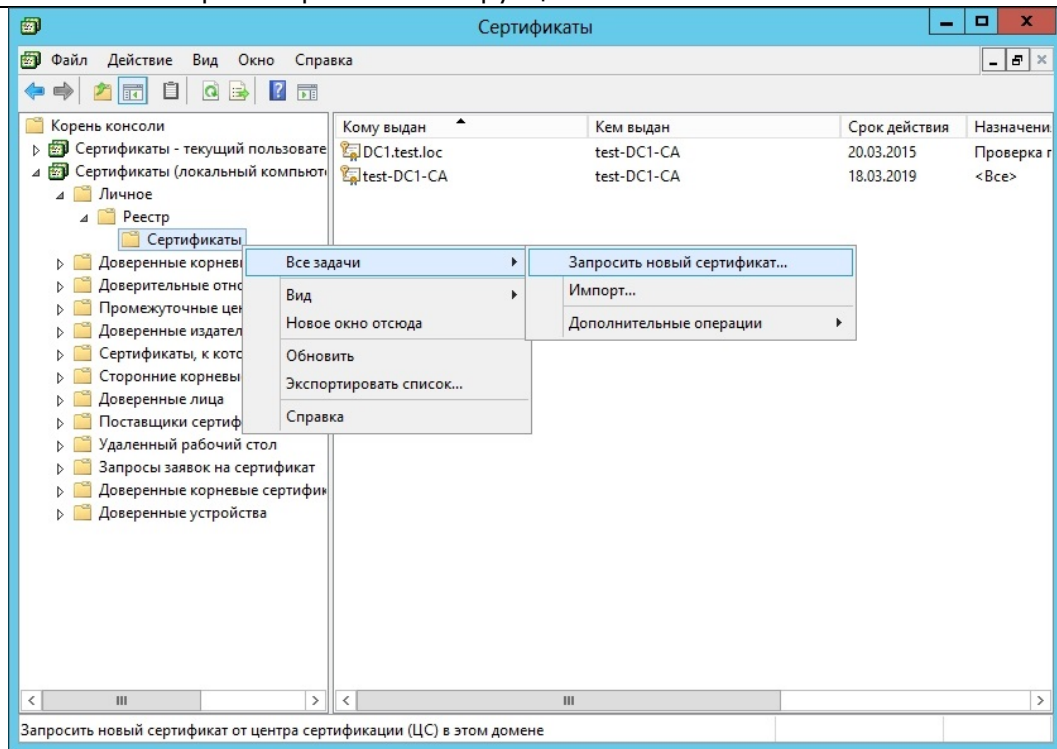 Сертификаты
Файл Действие Вид Окно Справка
Корень консоли
Сертификаты - текущий пользовате
Сертификаты (локальный компьют
Личное
Реестр
Сертификаты
Доверенные корнев
Доверительные отно
Промежуточные цен
Доверенные издател
Сертификаты, к кото
Сторонние корневы
Доверенные лица
Поставщики сертиф
Удаленный рабочий стол
Запросы заявок на сертификат
Доверенные корневые сертифик
Доверенные устройства
Кому выдан Кем выдан Срок действия Назначени
DC1.test.loc test-DC1-CA 20.03.2015 Проверка п
test-DC1-CA test-DC1-CA 18.03.2019 <Все>
Все задачи
Вид
Новое окно отсюда
Обновить
Экспортировать список...
Справка
Запросить новый сертификат...
Импорт...
Дополнительные операции
Запросить новый сертификат от центра сертификации (ЦС) в этом домене